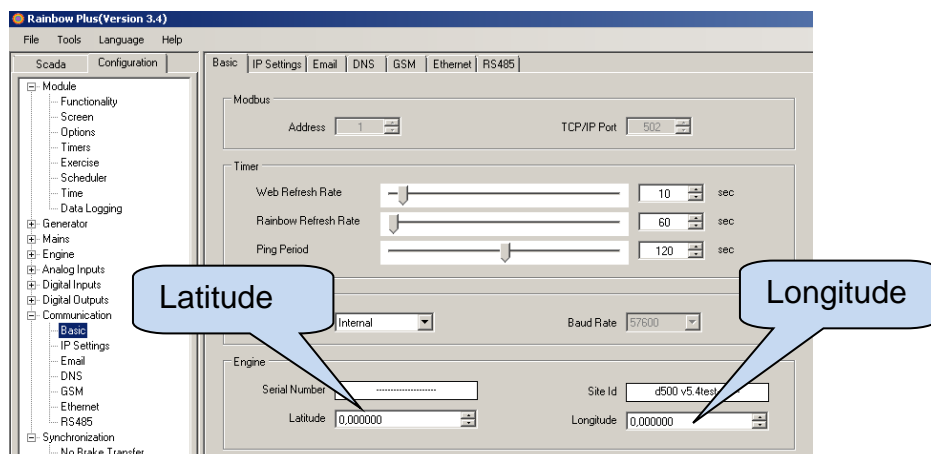 Rainbow Plus(Version 3.4)
File Tools Language Help
Scada Configuration
Module
Functionality
Screen
Options
Timers
Exercise
Scheduler
Time
Data Logging
Generator
Mains
Engine
Analog Inputs
Digital Inputs
Digital Outputs
Communication
Basic
IP Settings
Email
DNS
GSM
Ethernet
RS485
Synchronization
No Brake Transfer
Basic IP Settings Email DNS GSM Ethernet RS485
Modbus
Address 1 TCP/IP Port 502
Timer
Web Refresh Rate 10 sec
Rainbow Refresh Rate 60 sec
Ping Period 120 sec
Latitude
Longitude
Internal Baud Rate 57600
Engine
Serial Number -------------------- Site Id d500 v5.4test
Latitude 0,000000 Longitude 0,000000